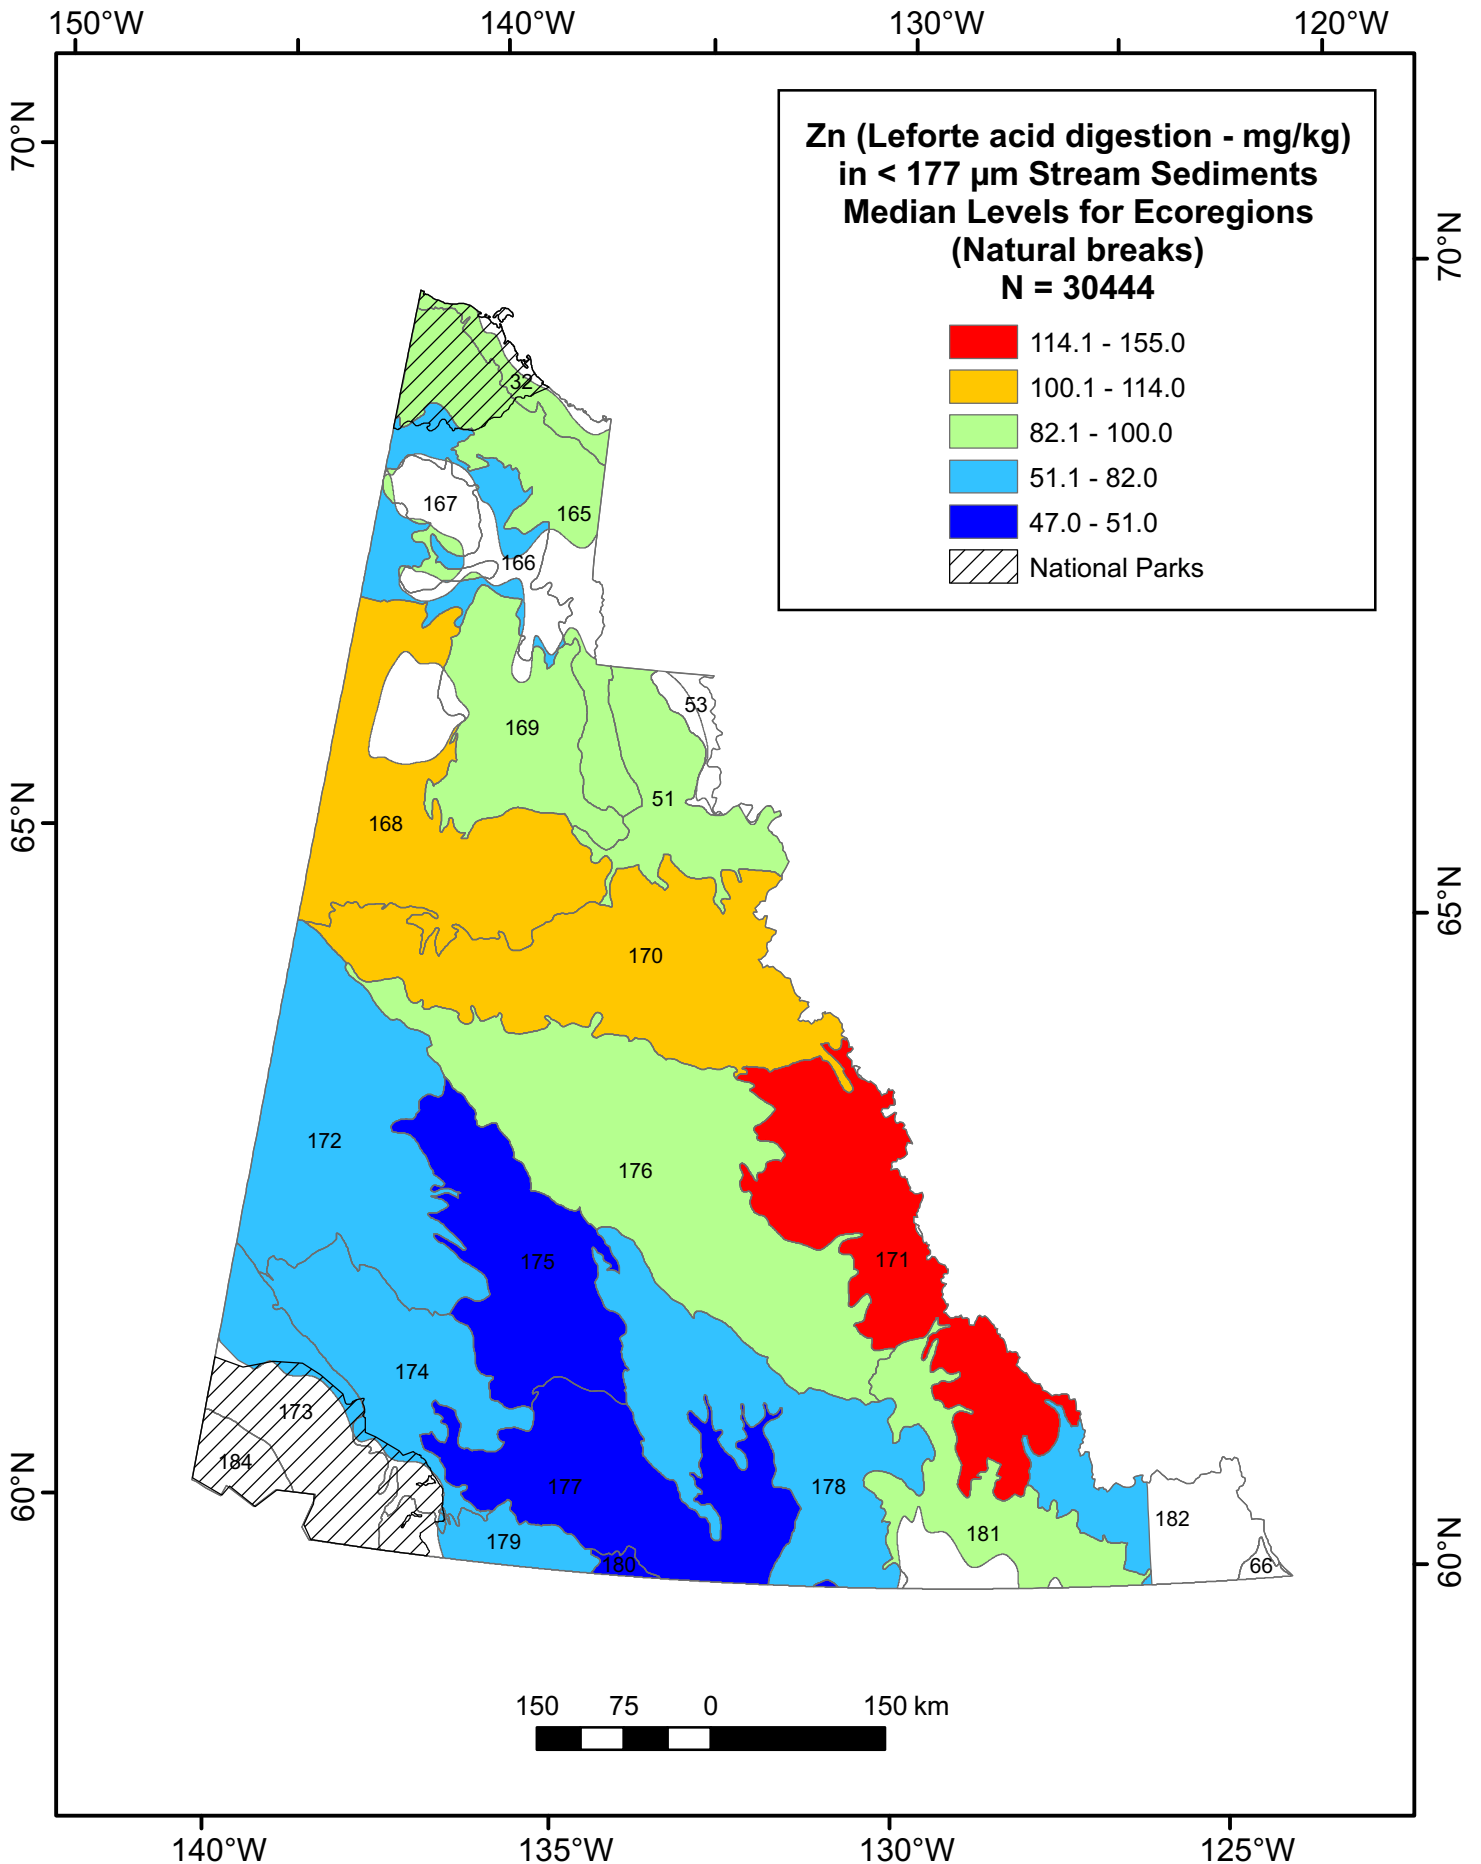 150°W 140°W 130°W 120°W
70°N
70°N
65°N
65°N
60°N
60°N
Zn (Leforte acid digestion - mg/kg)
in < 177 µm Stream Sediments
Median Levels for Ecoregions
(Natural breaks)
N = 30444
114.1 - 155.0
100.1 - 114.0
82.1 - 100.0
51.1 - 82.0
47.0 - 51.0
National Parks
32
167
165
166
53
169
51
168
170
172
176
175
171
174
173
184
177
178
182
181
179
180
66
150 75 0 150 km
140°W 135°W 130°W 125°W